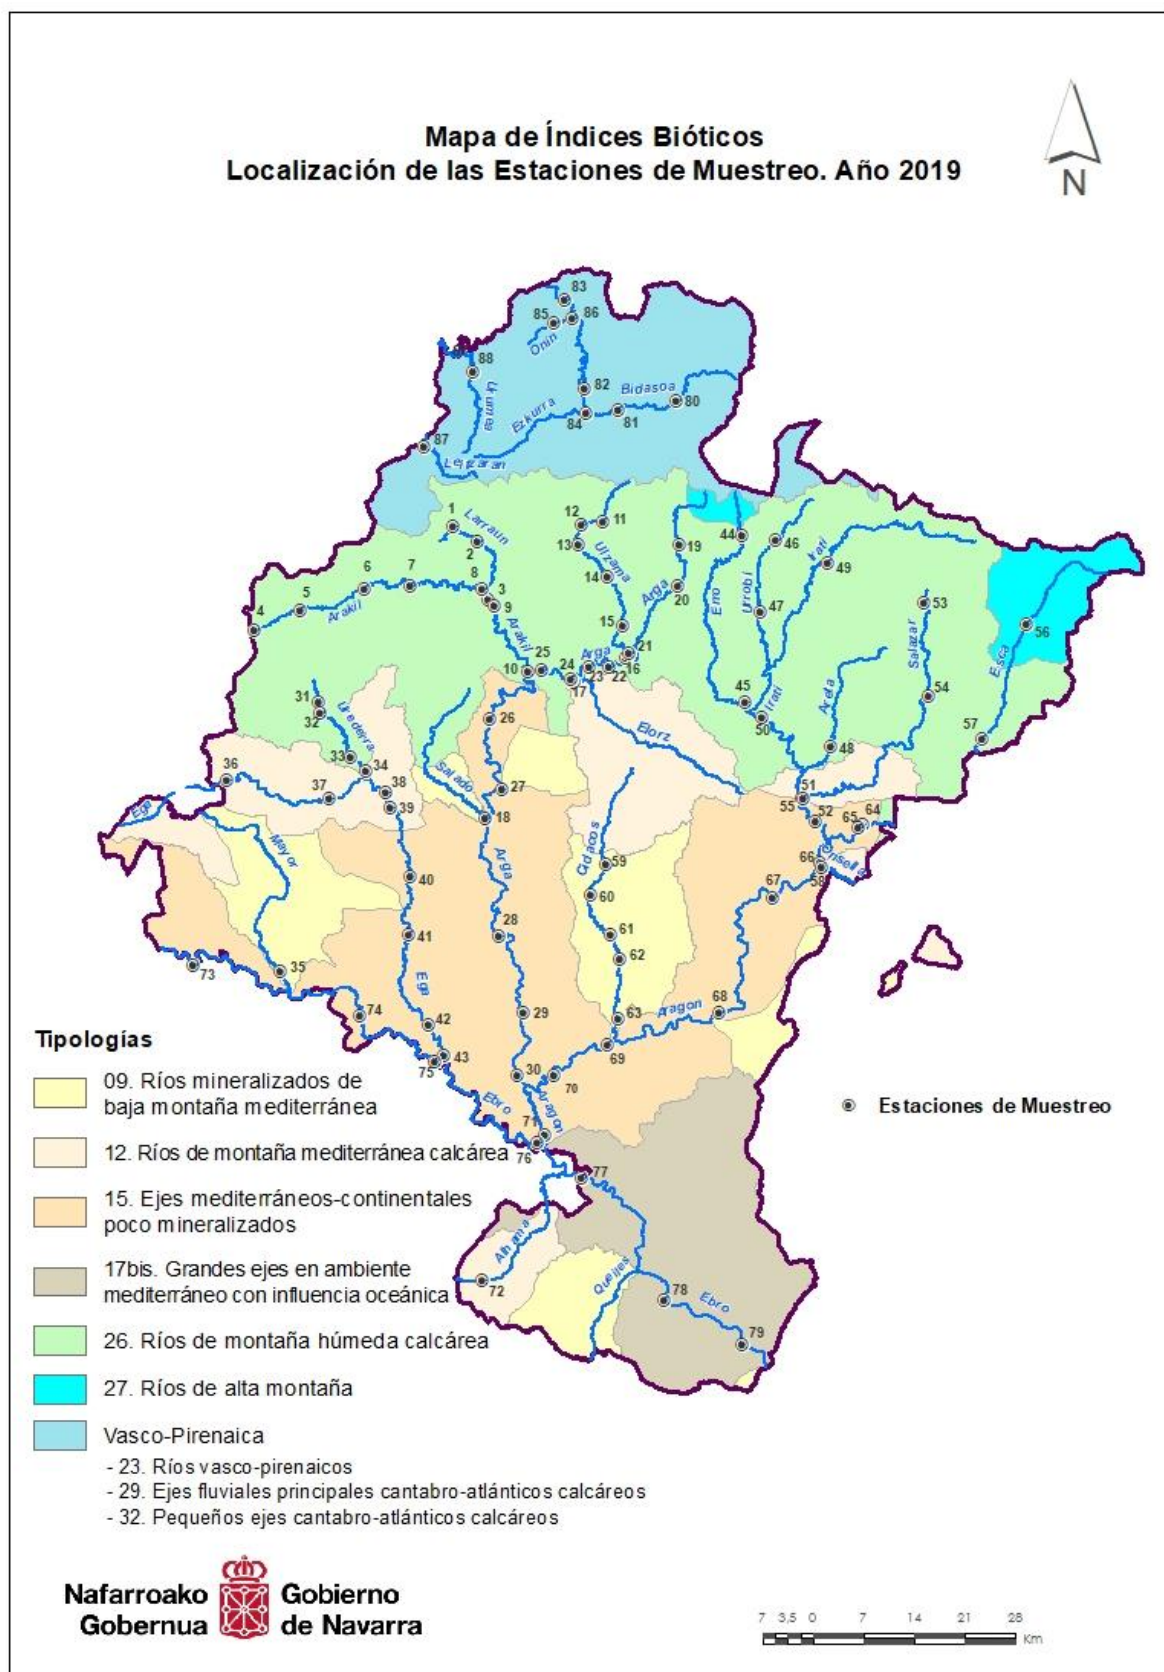 Mapa de Índices Bióticos
Localización de las Estaciones de Muestreo. Año 2019
N
83
85
86
Onin
88
Urumea
82
Bidasoa
80
Ezkurra
84
81
87
Leitzaran
1
Larraun
12
11
2
13
Ulzama
19
44
46
Irati
49
6
7
8
3
14
Arga
20
Erro
Urrobi
47
53
4
5
Arakil
9
Arakil
15
Salazar
56
Esca
10
25
24
Arga
21
23
22
16
17
Areta
54
31
32
Urederra
26
45
Irati
50
57
Elorz
48
33
34
36
37
38
39
Salado
27
18
51
55
52
64
65
Ega
Mayor
Arga
Cidacos
59
66
Onsella
58
40
60
67
28
61
41
62
73
35
Ega
74
42
29
63
Aragon
68
69
43
75
30
70
Ebro
Aragon
71
76
77
Alhama
72
Queiles
78
Ebro
79
Tipologías
09. Ríos mineralizados de
baja montaña mediterránea
12. Ríos de montaña mediterránea calcárea
15. Ejes mediterráneos-continentales
poco mineralizados
17bis. Grandes ejes en ambiente
mediterráneo con influencia oceánica
26. Ríos de montaña húmeda calcárea
27. Ríos de alta montaña
Vasco-Pirenaica
- 23. Ríos vasco-pirenaicos
- 29. Ejes fluviales principales cantabro-atlánticos calcáreos
- 32. Pequeños ejes cantabro-atlánticos calcáreos
Estaciones de Muestreo
Nafarroako
Gobernua
Gobierno
de Navarra
7 3,5 0 7 14 21 28
Km